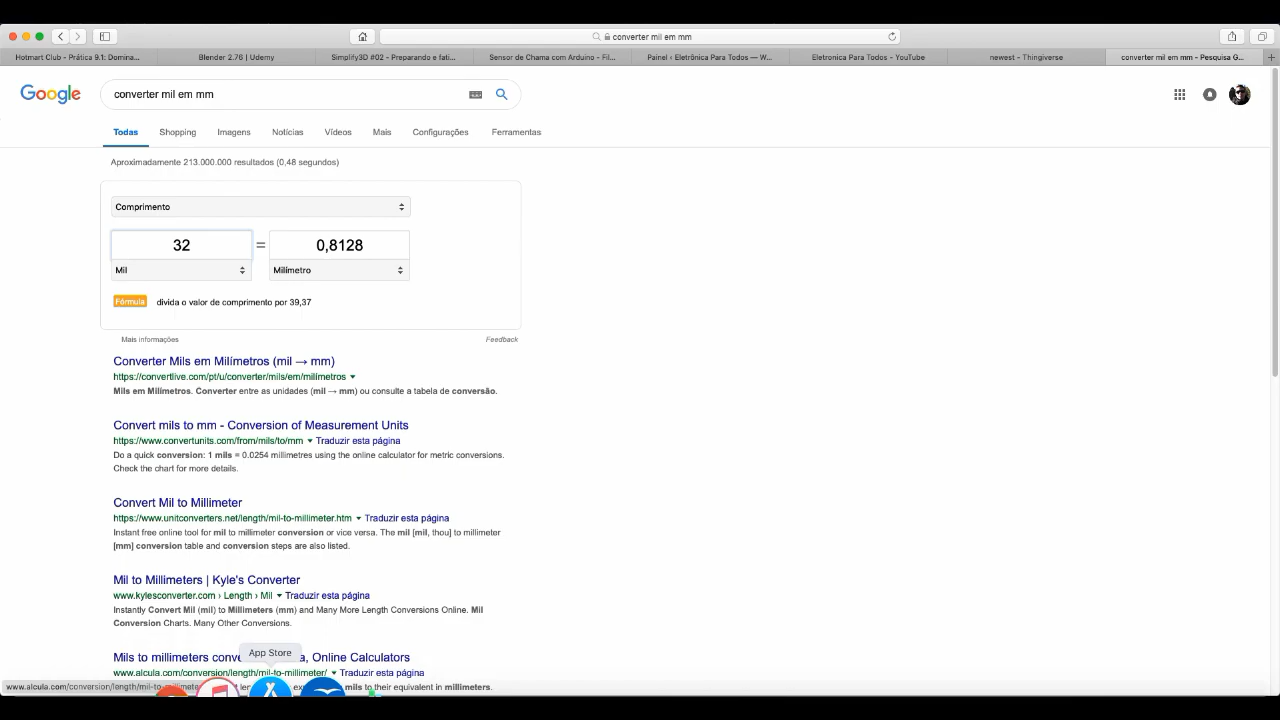 converter mil em mm
Hotmart Club - Prática 9.1: Domina...
Blender 2.76 | Udemy
Simplify3D #02 - Preparando e fati...
Sensor de Chama com Arduino - Fil...
Painel ‹ Eletrônica Para Todos — W...
Eletronica Para Todos - YouTube
newest - Thingiverse
converter mil em mm - Pesquisa G...
Google
converter mil em mm
Todas Shopping Imagens Notícias Vídeos Mais Configurações Ferramentas
Aproximadamente 213.000.000 resultados (0,48 segundos)
Comprimento
32 = 0,8128
Mil Milímetro
Fórmula divida o valor de comprimento por 39,37
Mais informações Feedback
Converter Mils em Milímetros (mil → mm)
https://convertlive.com/pt/u/converter/mils/em/milímetros
Mils em Milímetros. Converter entre as unidades (mil → mm) ou consulte a tabela de conversão.
Convert mils to mm - Conversion of Measurement Units
https://www.convertunits.com/from/mils/to/mm Traduzir esta página
Do a quick conversion: 1 mils = 0.0254 millimetres using the online calculator for metric conversions.
Check the chart for more details.
Convert Mil to Millimeter
https://www.unitconverters.net/length/mil-to-millimeter.htm Traduzir esta página
Instant free online tool for mil to millimeter conversion or vice versa. The mil [mil, thou] to millimeter
[mm] conversion table and conversion steps are also listed.
Mil to Millimeters | Kyle's Converter
www.kylesconverter.com › Length › Mil Traduzir esta página
Instantly Convert Mil (mil) to Millimeters (mm) and Many More Length Conversions Online. Mil
Conversion Charts. Many Other Conversions.
App Store
Mils to millimeters , Online Calculators
www.alcula.com/conversion/length/mil-to-millimeter/ Traduzir esta página
www.alcula.com/conversion/length/mil-to-millimeter mils to their equivalent in millimeters.